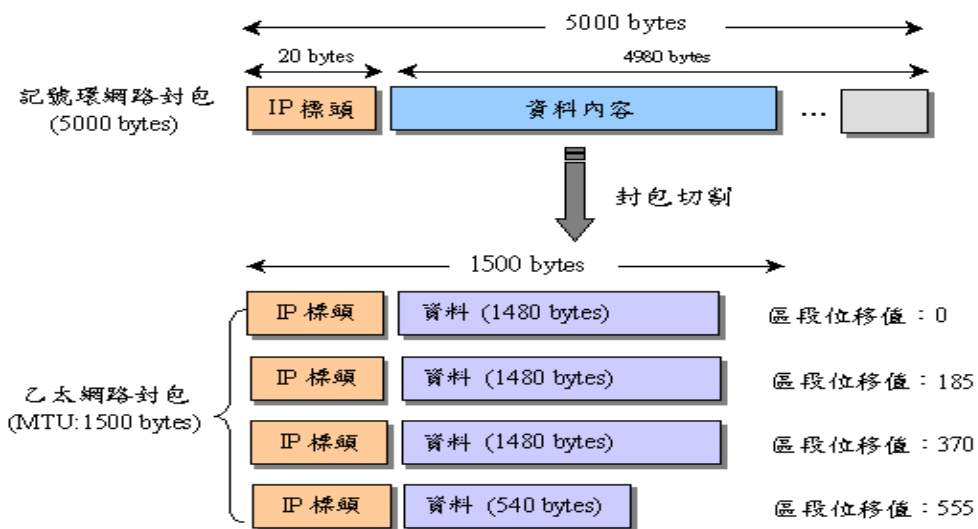 5000 bytes
20 bytes
4980 bytes
記號環網路封包
(5000 bytes)
IP 標頭
資料內容
...
封包切割
1500 bytes
IP 標頭
資料 (1480 bytes)
區段位移值：0
IP 標頭
資料 (1480 bytes)
區段位移值：185
乙太網路封包
(MTU:1500 bytes)
IP 標頭
資料 (1480 bytes)
區段位移值：370
IP 標頭
資料 (540 bytes)
區段位移值：555